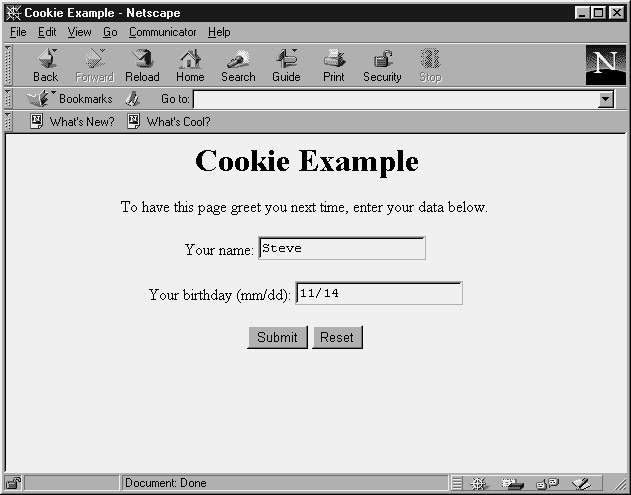 Cookie Example - Netscape
File Edit View Go Communicator Help
Back Forward Reload Home Search Guide Print Security Stop
N
Bookmarks Go to:
What's New? What's Cool?
Cookie Example
To have this page greet you next time, enter your data below.
Your name: Steve
Your birthday (mm/dd): 11/14
Submit Reset
Document: Done